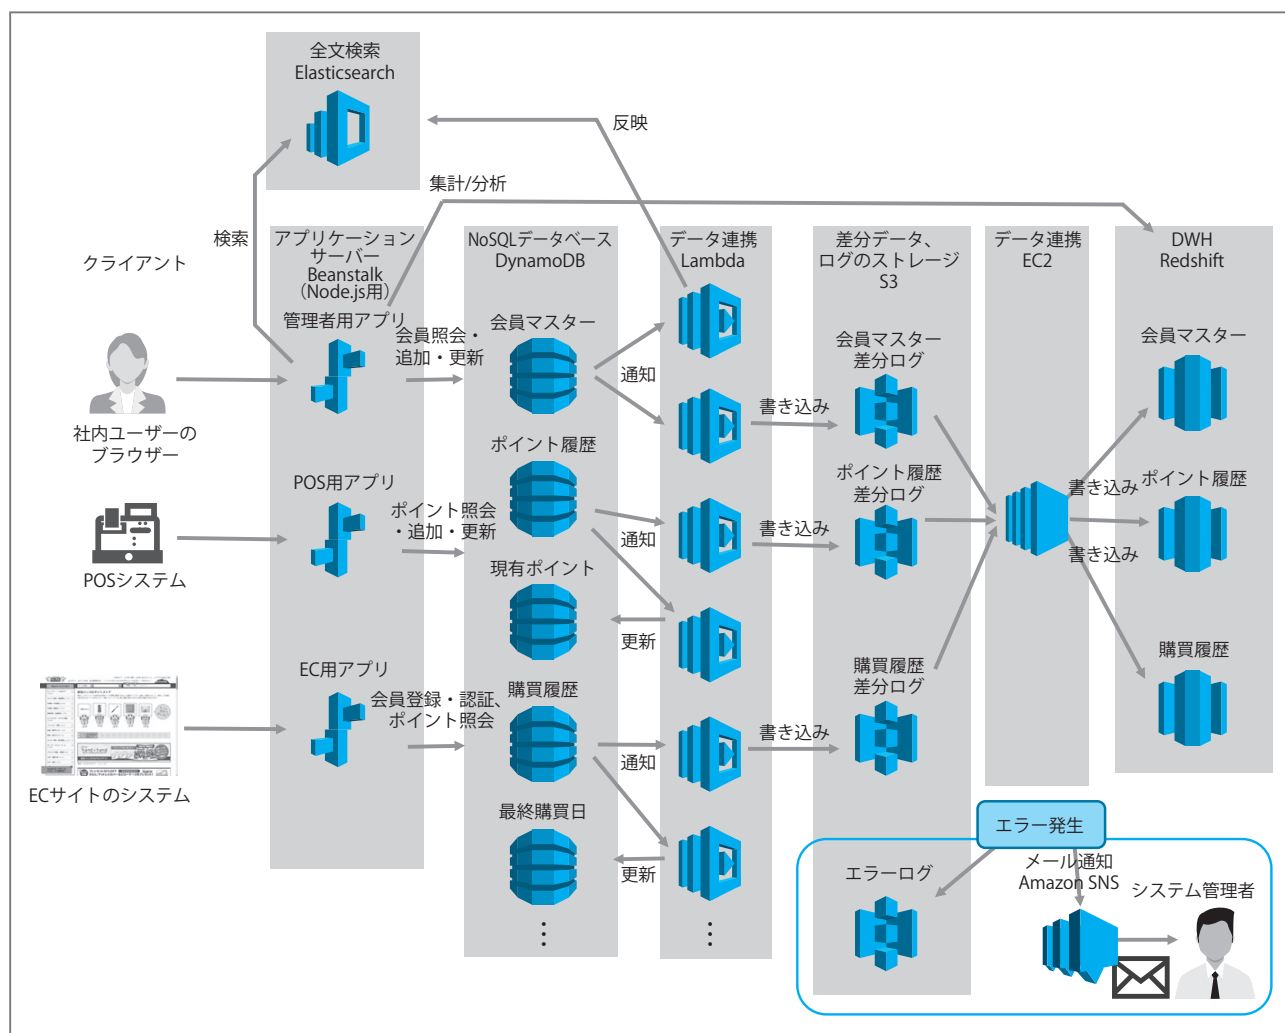 全文検索
Elasticsearch
反映
集計/分析
検索
クライアント
アプリケーション
サーバー
Beanstalk
（Node.js用）
NoSQLデータベース
DynamoDB
データ連携
Lambda
差分データ、
ログのストレージ
S3
データ連携
EC2
DWH
Redshift
管理者用アプリ
会員照会・
追加・更新
会員マスター
通知
会員マスター
差分ログ
会員マスター
書き込み
社内ユーザーの
ブラウザー
ポイント履歴
POS用アプリ
ポイント照会
・追加・更新
通知
書き込み
ポイント履歴
差分ログ
書き込み
ポイント履歴
書き込み
POSシステム
現有ポイント
更新
EC用アプリ
会員登録・認証、
ポイント照会
購買履歴
通知
書き込み
購買履歴
差分ログ
購買履歴
ECサイトのシステム
最終購買日
更新
エラー発生
エラーログ
メール通知
Amazon SNS
システム管理者